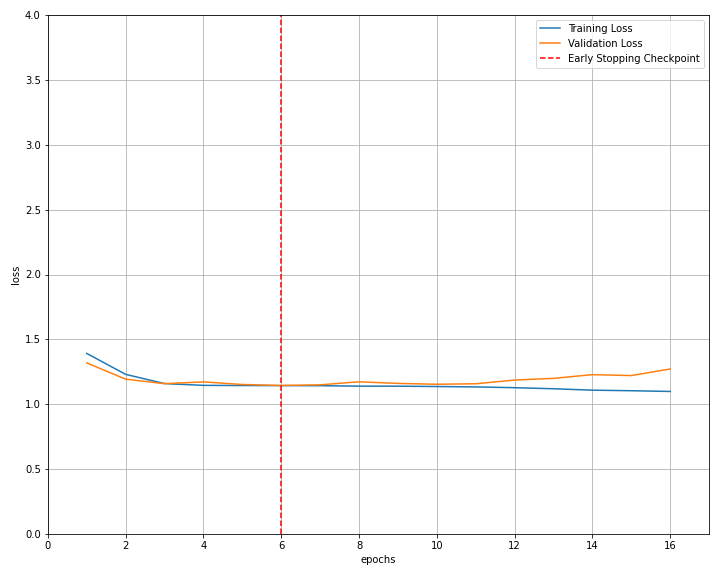 4.0
3.5
3.0
2.5
2.0
1.5
1.0
0.5
0.0
loss
Training Loss
Validation Loss
Early Stopping Checkpoint
0 2 4 6 8 10 12 14 16
epochs